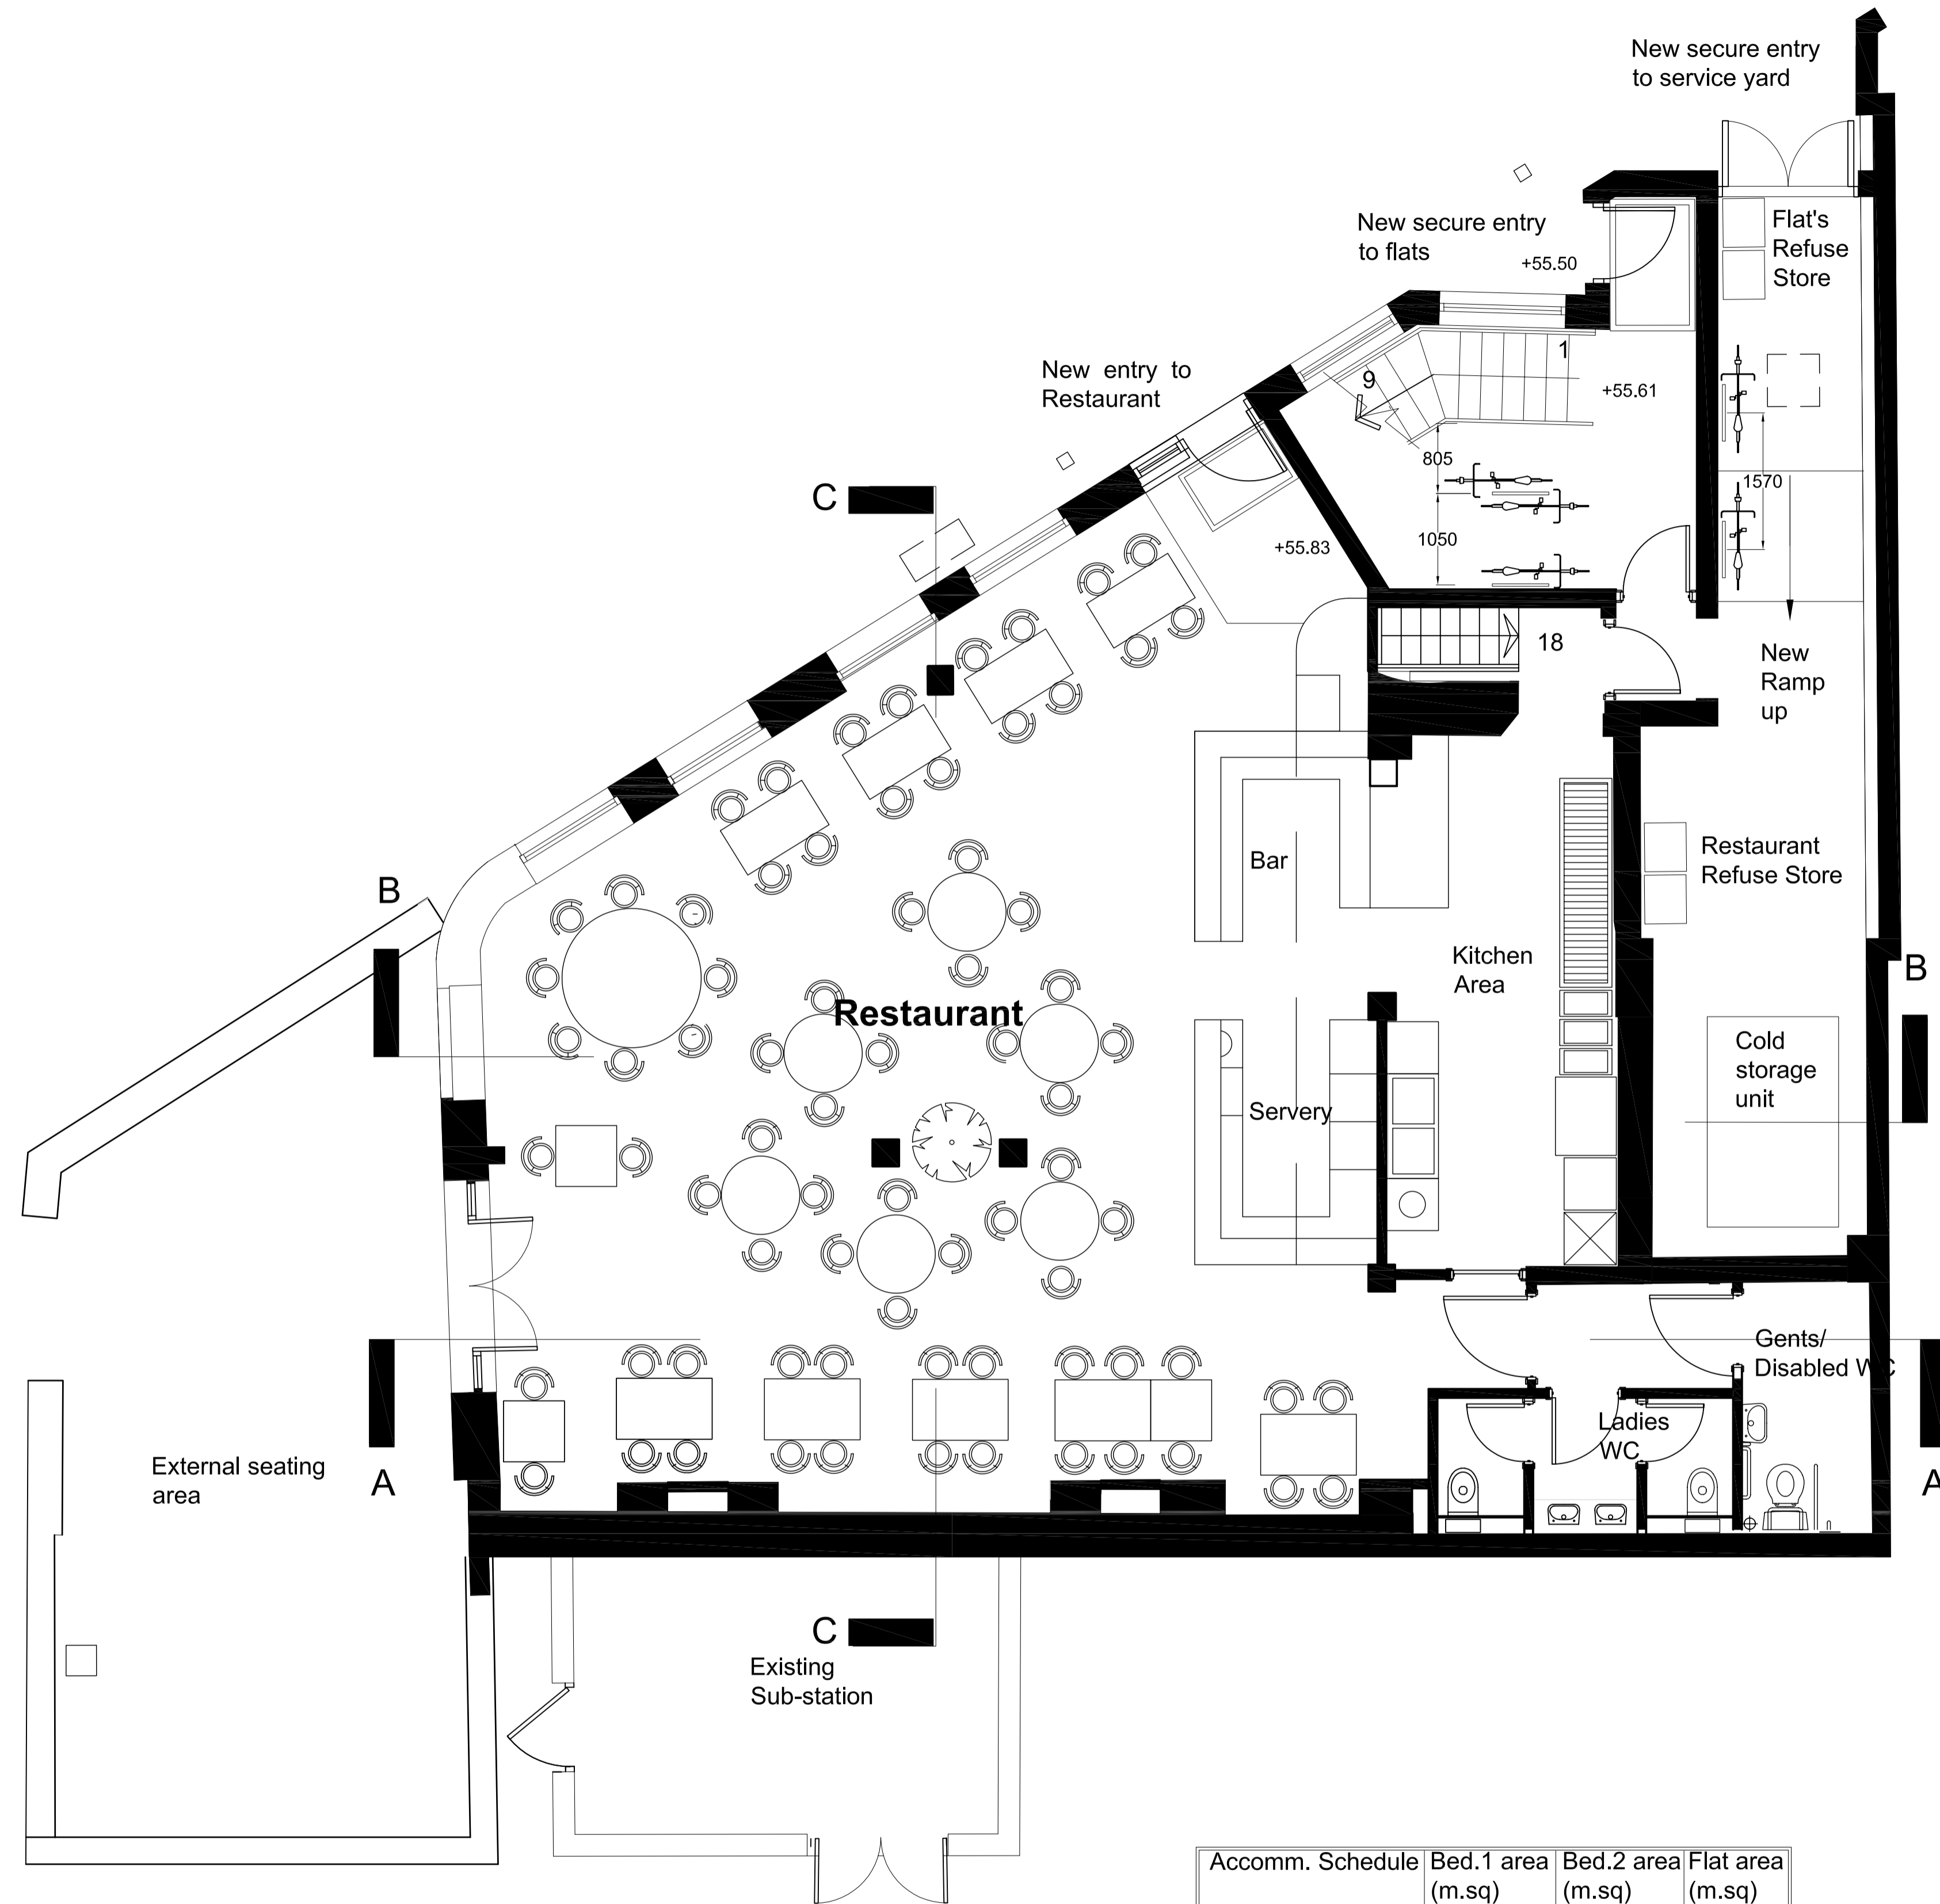 New secure entry
to service yard
New secure entry
to flats
+55.50
Flat's
Refuse
Store
New entry to
Restaurant
1
9
+55.61
805
1570
C
1050
+55.83
18
New
Ramp
up
Bar
Restaurant
Refuse Store
B
Kitchen
Area
B
Restaurant
Cold
storage
unit
Servery
Gents/
Disabled WC
Ladies
WC
External seating
area
A
A
C
Existing
Sub-station
Accomm. Schedule Bed.1 area Bed.2 area Flat area
(m.sq) (m.sq) (m.sq)